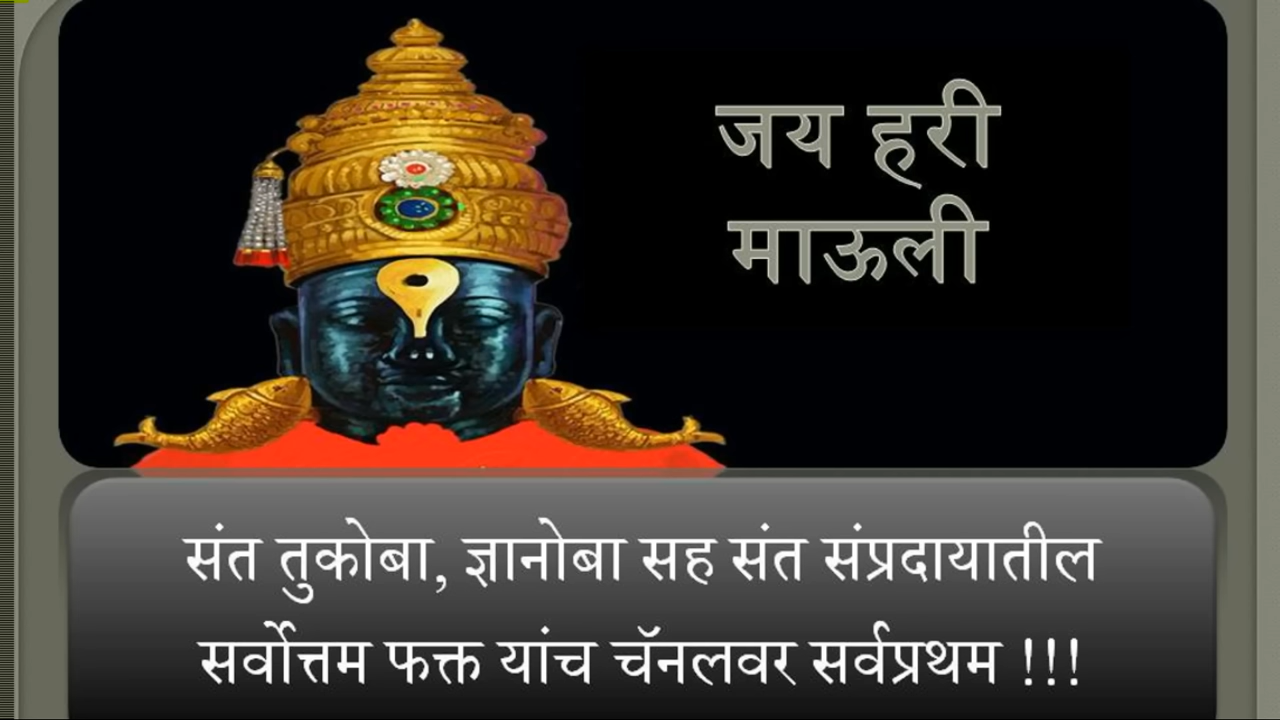 जय हरी
माऊली
संत तुकोबा, ज्ञानोबा सह संत संप्रदायातील
सर्वोत्तम फक्त यांच चॅनलवर सर्वप्रथम !!!